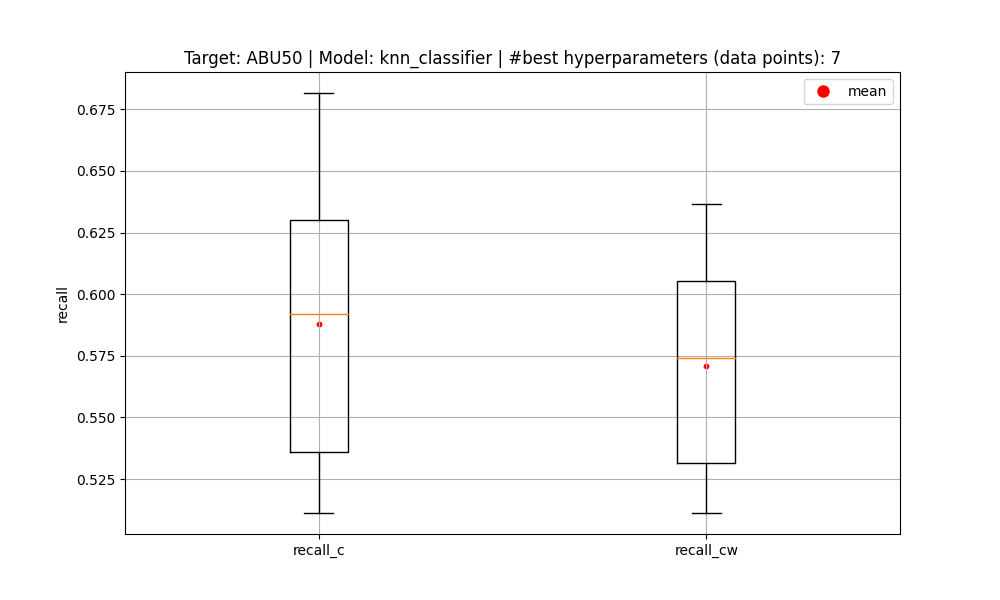 Target: ABU50 | Model: knn_classifier | #best hyperparameters (data points): 7
mean
0.675
0.650
0.625
0.600
0.575
0.550
0.525
recall
recall_c
recall_cw